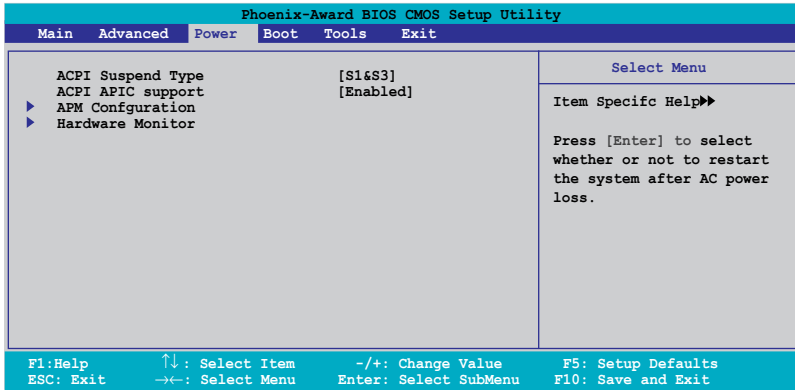 Phoenix-Award BIOS CMOS Setup Utility
Main Advanced Power Boot Tools Exit
ACPI Suspend Type [S1&S3]
ACPI APIC support [Enabled]
APM Confguration
Hardware Monitor
Select Menu
Item Specifc Help
Press [Enter] to select
whether or not to restart
the system after AC power
loss.
F1:Help ↑↓: Select Item -/+: Change Value F5: Setup Defaults
ESC: Exit →←: Select Menu Enter: Select SubMenu F10: Save and Exit